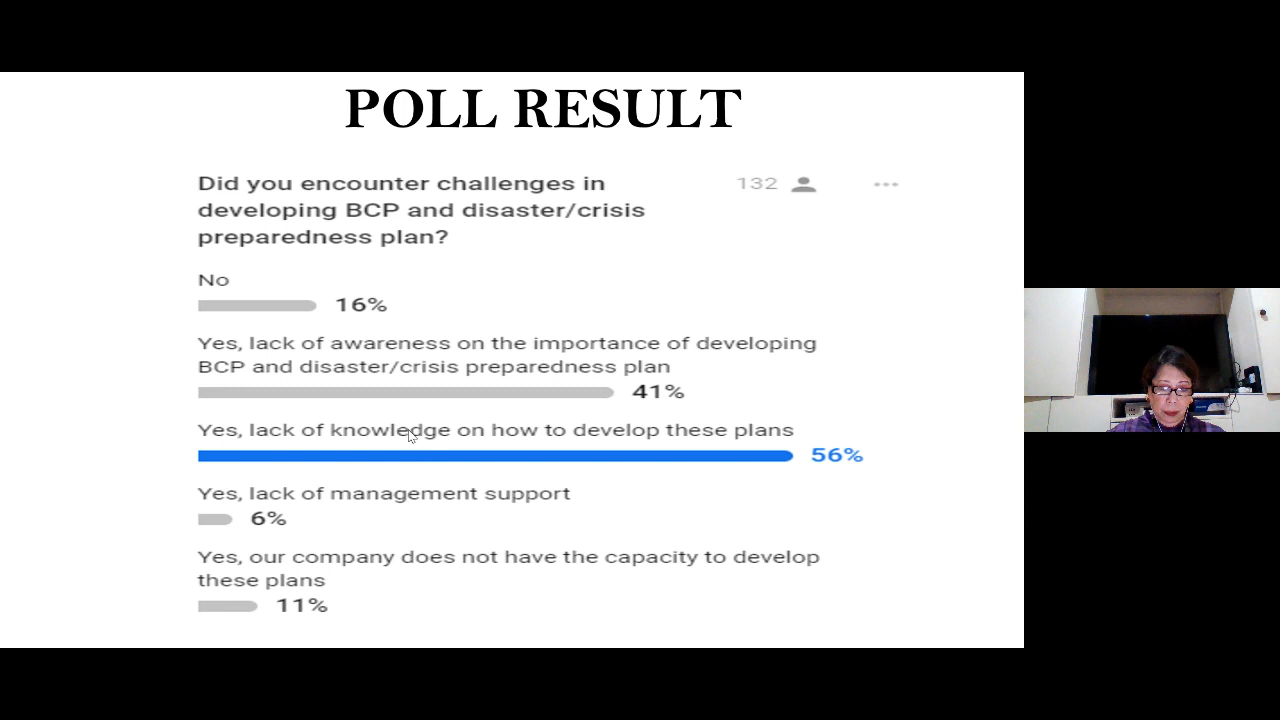 POLL RESULT
Did you encounter challenges in
132
developing BCP and disaster/crisis
preparedness plan?
No
16%
Yes, lack of awareness on the importance of developing
BCP and disaster/crisis preparedness plan
41%
Yes, lack of knowledge on how to develop these plans
56%
Yes, lack of management support
6%
Yes, our company does not have the capacity to develop
these plans
11%